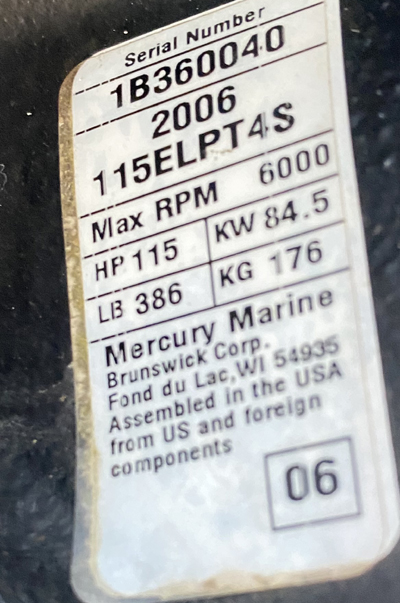 Serial Number
1B360040
2006
115ELPT4S
Max RPM 6000
HP 115 KW 84.5
LB 386 KG 176
Mercury Marine
Brunswick Corp.
Fond du Lac,WI 54935
Assembled in the USA
from US and foreign
components
06